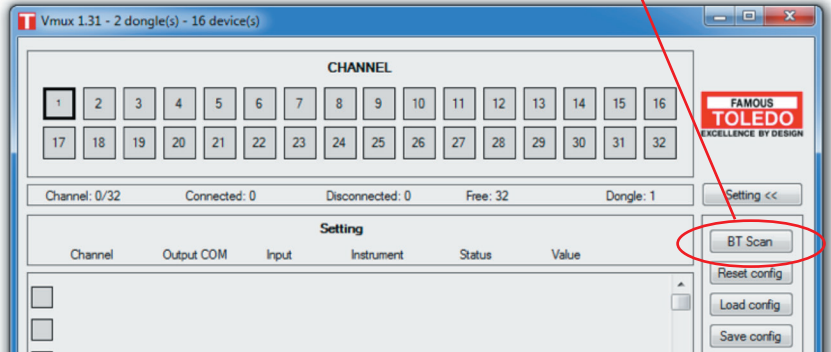 T Vmux 1.31 - 2 dongle(s) - 16 device(s)
CHANNEL
1 2 3 4 5 6 7 8 9 10 11 12 13 14 15 16
FAMOUS
TOLEDO
EXCELLENCE BY DESIGN
17 18 19 20 21 22 23 24 25 26 27 28 29 30 31 32
Channel: 0/32 Connected: 0 Disconnected: 0 Free: 32 Dongle: 1 Setting <<
Setting
BT Scan
Channel Output COM Input Instrument Status Value
Reset config
Load config
Save config